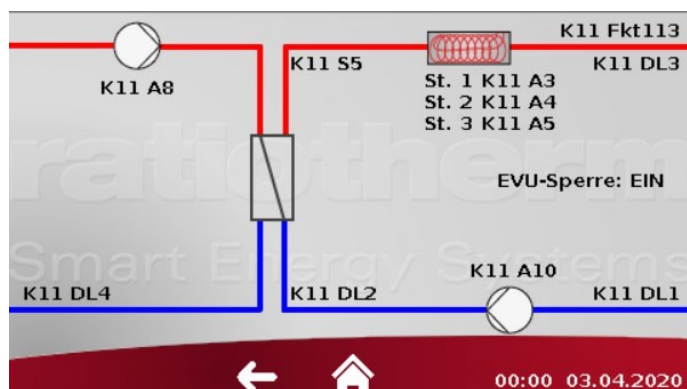 K11 Fkt113
K11 A8
K11 S5
K11 DL3
St. 1 K11 A3
St. 2 K11 A4
St. 3 K11 A5
ratiotherm
EVU-Sperre: EIN
Smart Energy Systems
K11 A10
K11 DL4
K11 DL2
K11 DL1
00:00 03.04.2020